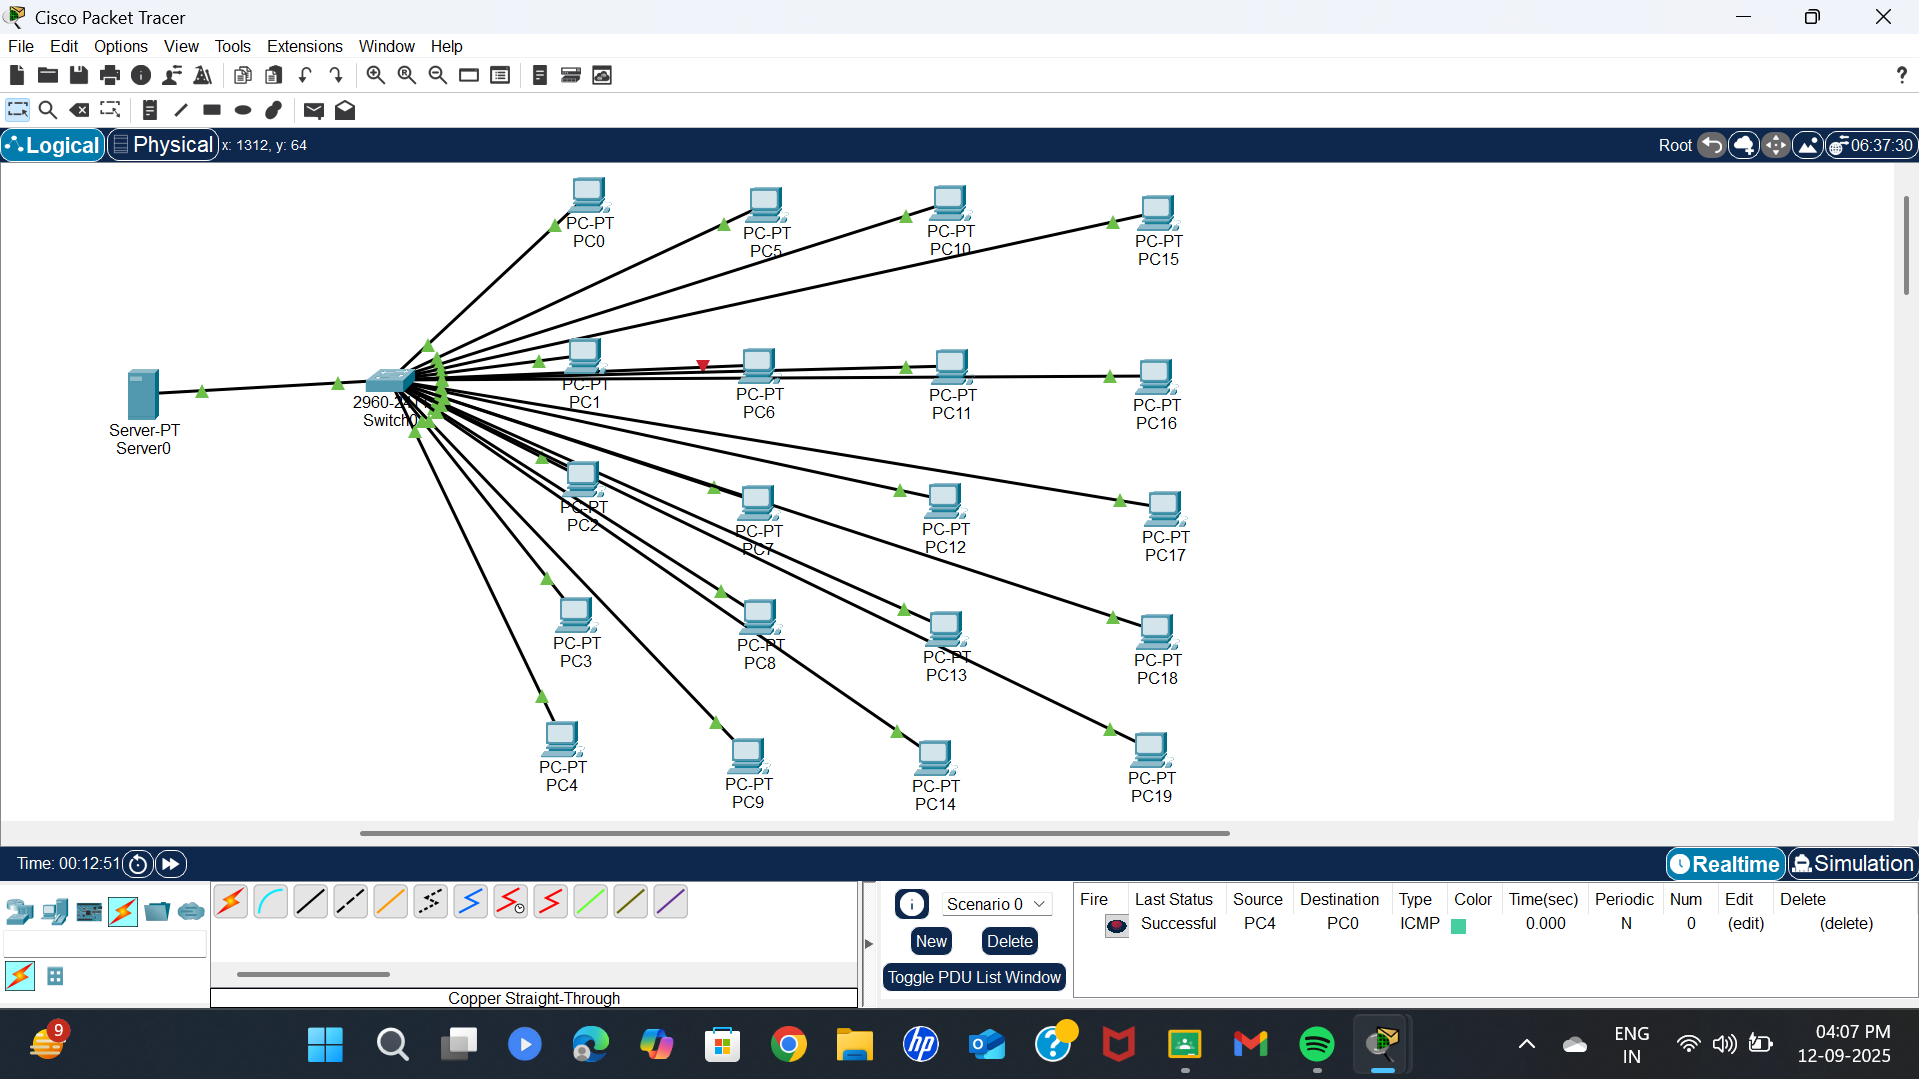 Cisco Packet Tracer
File Edit Options View Tools Extensions Window Help
?
Logical Physical x: 1312, y: 64 Root 06:37:30
PC-PT
PC0
PC-PT
PC5
PC-PT
PC10
PC-PT
PC15
PC-PT
PC1
PC-PT
PC6
PC-PT
PC11
PC-PT
PC16
Server-PT
Server0
Switch0
PC-PT
PC2
PC-PT
PC7
PC-PT
PC12
PC-PT
PC17
PC-PT
PC3
PC-PT
PC8
PC-PT
PC13
PC-PT
PC18
PC-PT
PC4
PC-PT
PC9
PC-PT
PC14
PC-PT
PC19
Time: 00:12:51 Realtime Simulation
Scenario 0
New Delete
Toggle PDU List Window
Fire Last Status Source Destination Type Color Time(sec) Periodic Num Edit Delete
Successful PC4 PC0 ICMP 0.000 N 0 (edit) (delete)
Copper Straight-Through
9
hp
ENG
IN
04:07 PM
12-09-2025